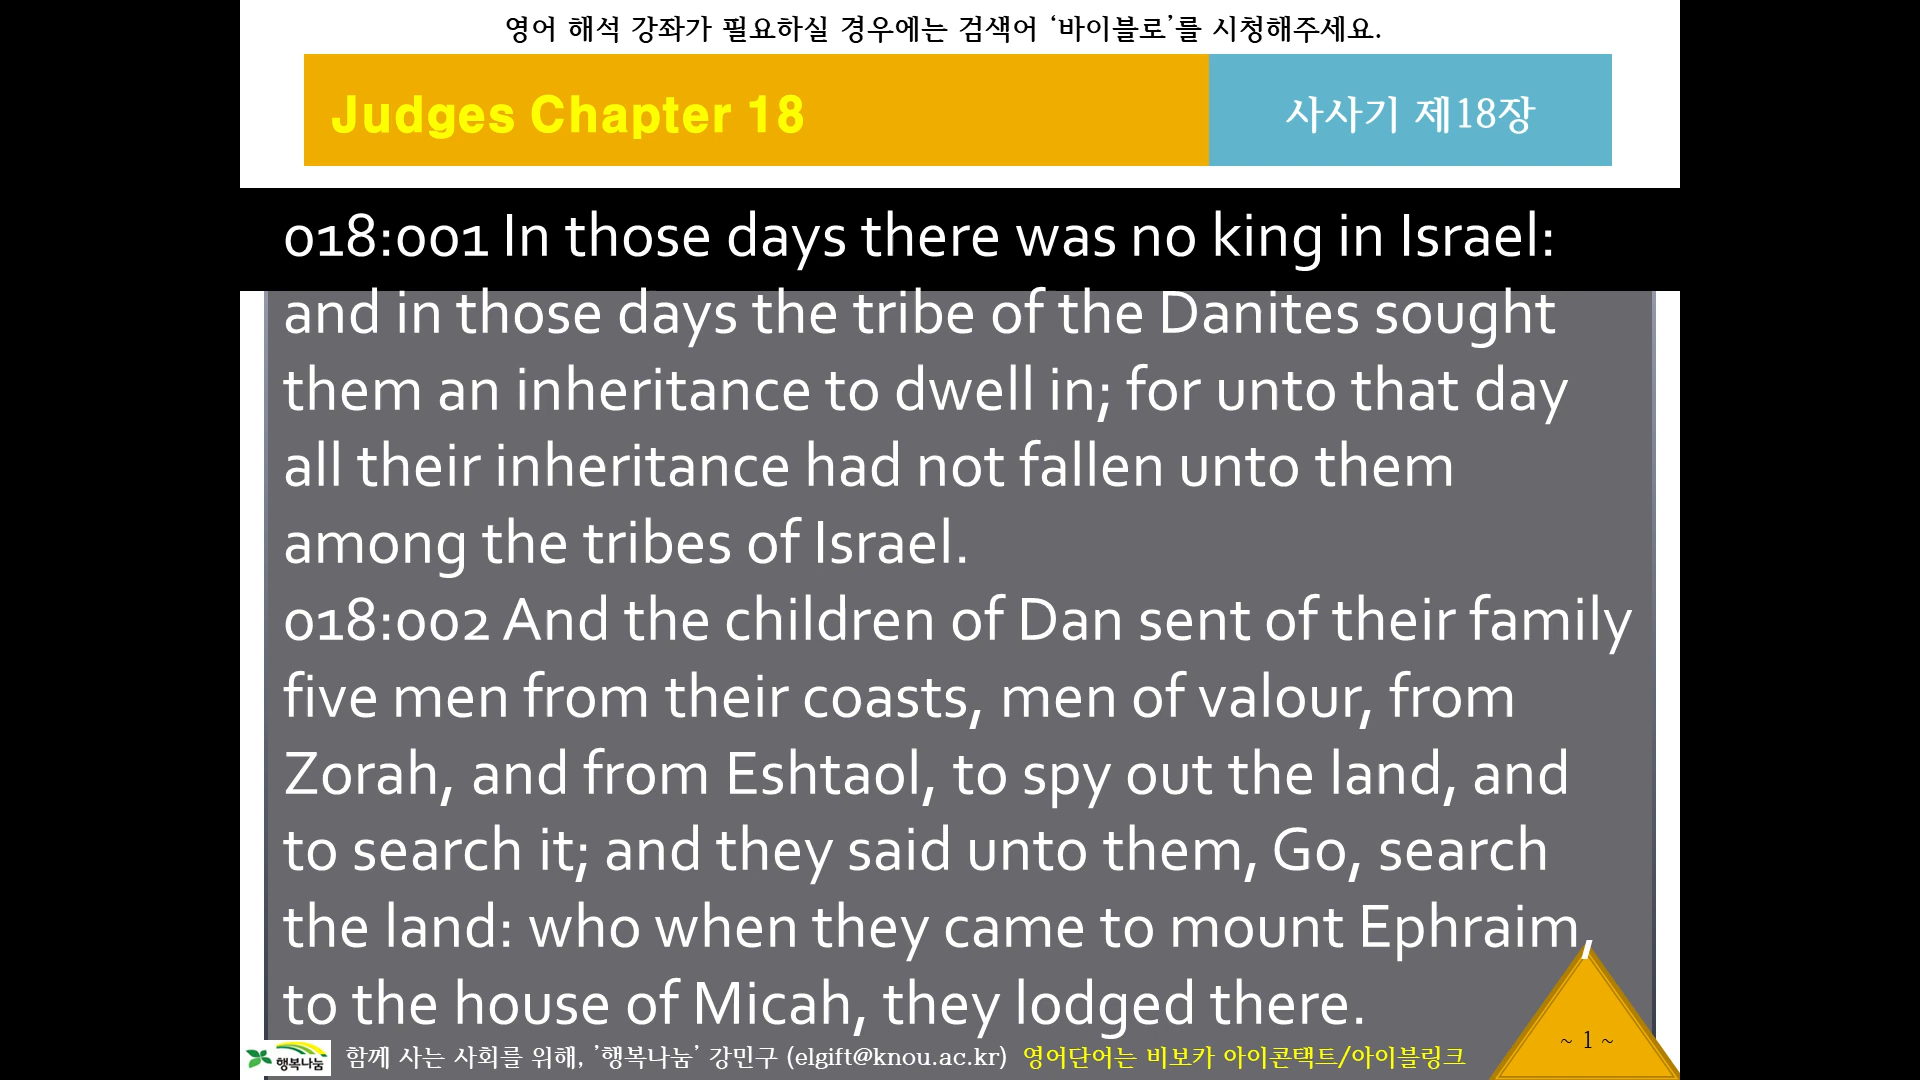 영어 해석 강좌가 필요하실 경우에는 검색어 ‘바이블로’를 시청해주세요.
Judges Chapter 18
사사기 제18장
018:001 In those days there was no king in Israel:
and in those days the tribe of the Danites sought
them an inheritance to dwell in; for unto that day
all their inheritance had not fallen unto them
among the tribes of Israel.
018:002 And the children of Dan sent of their family
five men from their coasts, men of valour, from
Zorah, and from Eshtaol, to spy out the land, and
to search it; and they said unto them, Go, search
the land: who when they came to mount Ephraim,
to the house of Micah, they lodged there.
~ 1 ~
행복나눔
함께 사는 사회를 위해, ’행복나눔’ 강민구 (elgift@knou.ac.kr) 영어단어는 비보카 아이콘택트/아이블링크